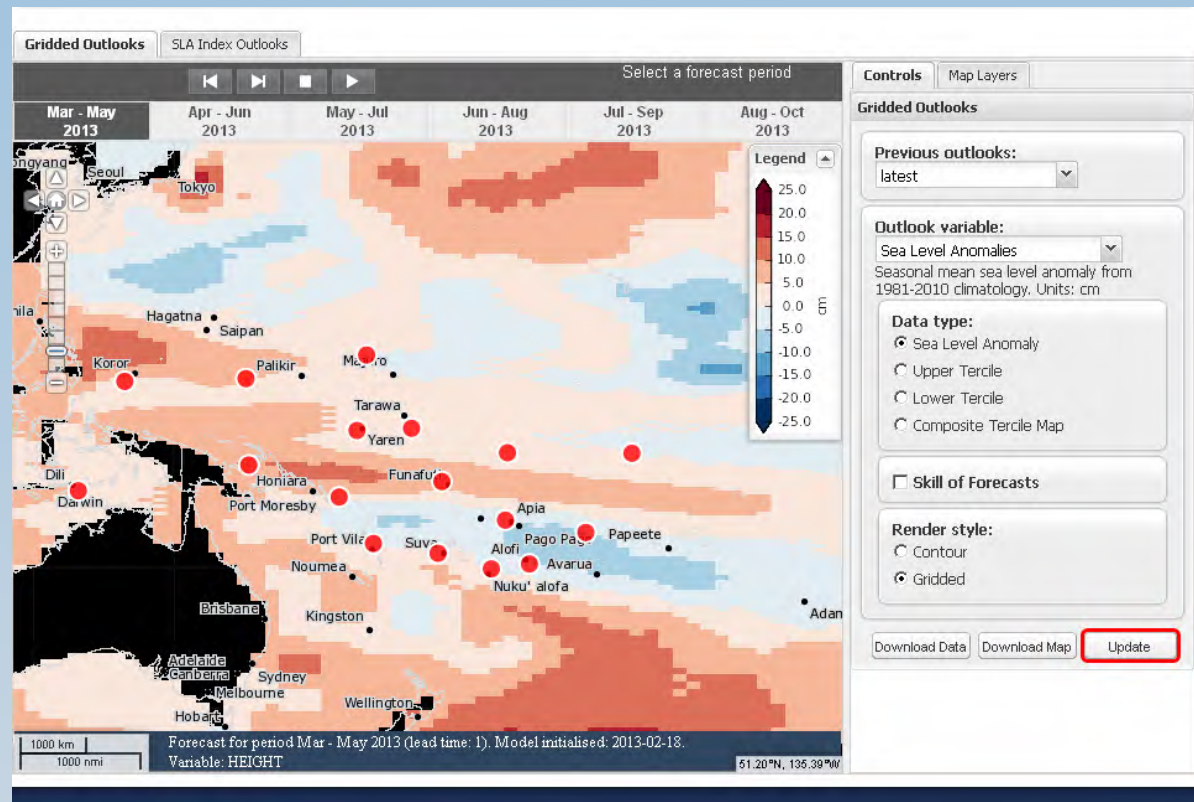 Gridded Outlooks
SLA Index Outlooks
Select a forecast period
Mar - May
2013
Apr - Jun
2013
May - Jul
2013
Jun - Aug
2013
Jul - Sep
2013
Aug - Oct
2013
Seoul
Tokyo
Hagatna
Saipan
Koror
Palikir
Tarawa
Yaren
Dili
Darwin
Honiara
Port Moresby
Apia
Port Vila
Alofi
Papeete
Noumea
Avarua
Nuku' alofa
Brisbane
Kingston
Adam
Adelaide
Canberra
Sydney
Melbourne
Hobart
Wellington
Legend
25.0
20.0
15.0
10.0
5.0
0.0
-5.0
-10.0
-15.0
-20.0
-25.0
cm
1000 km
1000 nmi
Forecast for period Mar - May 2013 (lead time: 1). Model initialised: 2013-02-18.
Variable: HEIGHT
51.20°N, 135.39°W
Controls
Map Layers
Gridded Outlooks
Previous outlooks:
latest
Outlook variable:
Sea Level Anomalies
Seasonal mean sea level anomaly from
1981-2010 climatology. Units: cm
Data type:
Sea Level Anomaly
Upper Tercile
Lower Tercile
Composite Tercile Map
Skill of Forecasts
Render style:
Contour
Gridded
Download Data
Download Map
Update